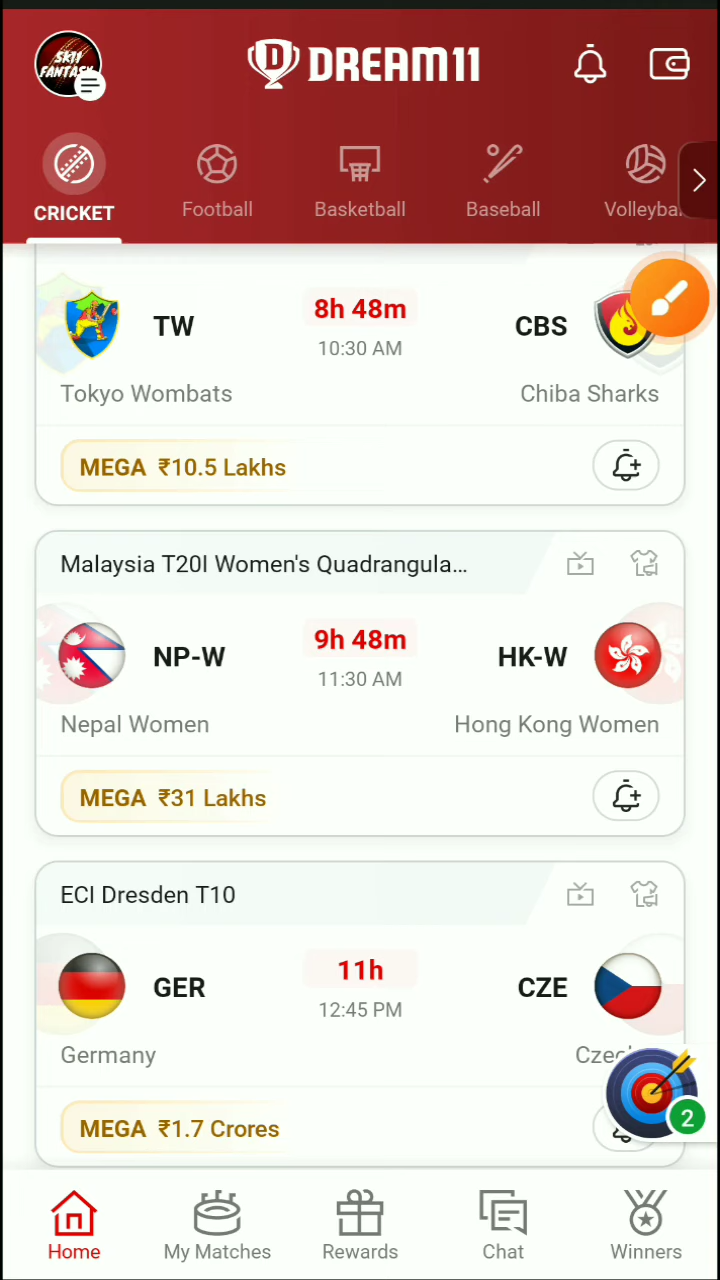 SK11
FANTASY
DREAM11
CRICKET
Football
Basketball
Baseball
Volleyba
TW
8h 48m
CBS
10:30 AM
Tokyo Wombats
Chiba Sharks
MEGA ₹10.5 Lakhs
Malaysia T20I Women's Quadrangula...
NP-W
9h 48m
HK-W
11:30 AM
Nepal Women
Hong Kong Women
MEGA ₹31 Lakhs
ECI Dresden T10
GER
11h
CZE
12:45 PM
Germany
MEGA ₹1.7 Crores
2
Home
My Matches
Rewards
Chat
Winners